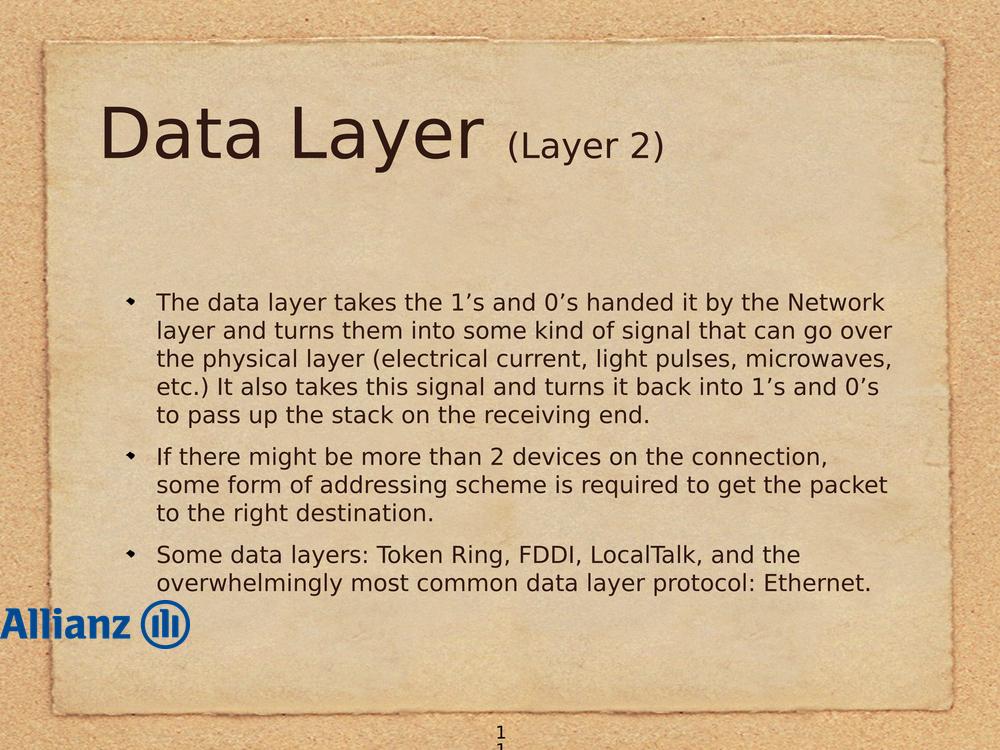 Data Layer (Layer 2)
The data layer takes the 1’s and 0’s handed it by the Network
layer and turns them into some kind of signal that can go over
the physical layer (electrical current, light pulses, microwaves,
etc.) It also takes this signal and turns it back into 1’s and 0’s
to pass up the stack on the receiving end.
If there might be more than 2 devices on the connection,
some form of addressing scheme is required to get the packet
to the right destination.
Some data layers: Token Ring, FDDI, LocalTalk, and the
overwhelmingly most common data layer protocol: Ethernet.
Allianz
1
1